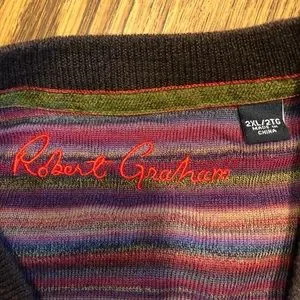 2XL/2TG
MADE IN
CHINA
Robert Graham